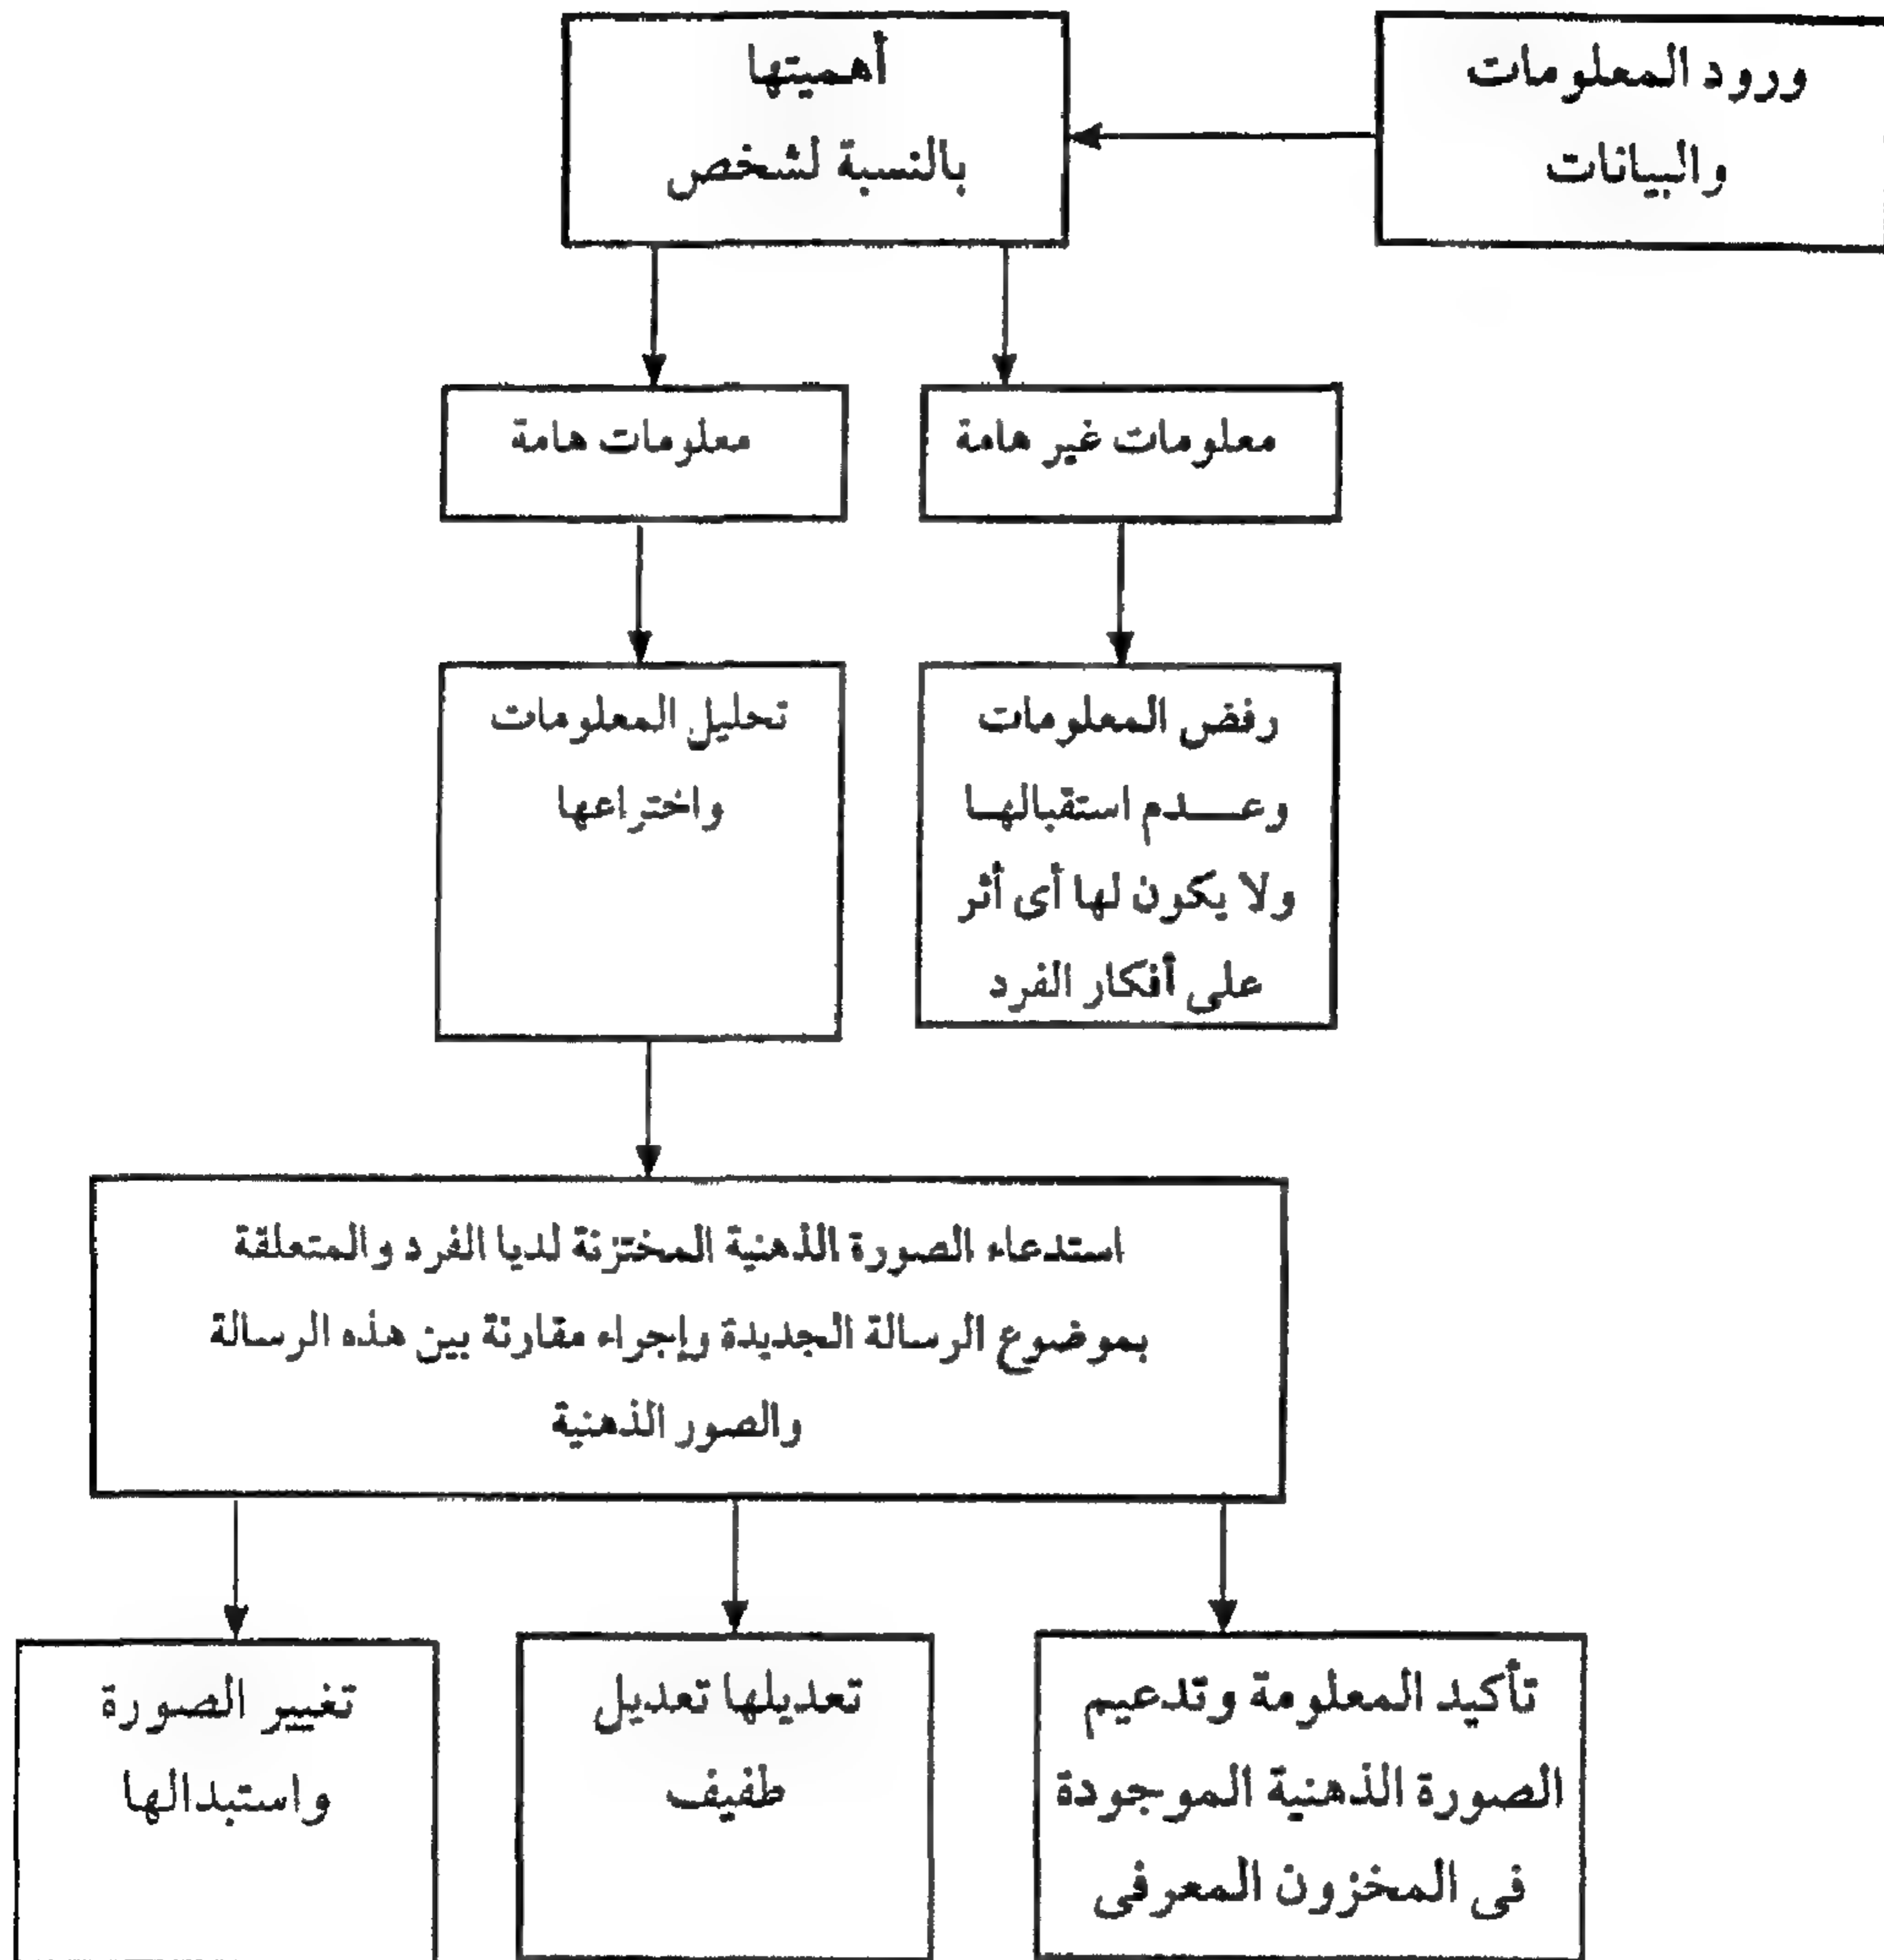 ورود المعلومات
والبيانات
أهميتها
بالنسبة لشخص
معلومات غير هامة
معلومات هامة
رفض المعلومات
وعدم استقبالها
ولا يكون لها أى أثر
على أفكار الفرد
تحليل المعلومات
واختراعها
استدعاء الصورة الذهنية المختزنة لديا الفرد والمتعلقة
بموضوع الرسالة الجديدة وإجراء مقارنة بين هذه الرسالة
والصور الذهنية
تأكيد المعلومة وتدعيم
الصورة الذهنية الموجودة
فى المخزون المعرفى
تعديلها تعديل
طفيف
تغيير الصورة
واستبدالها